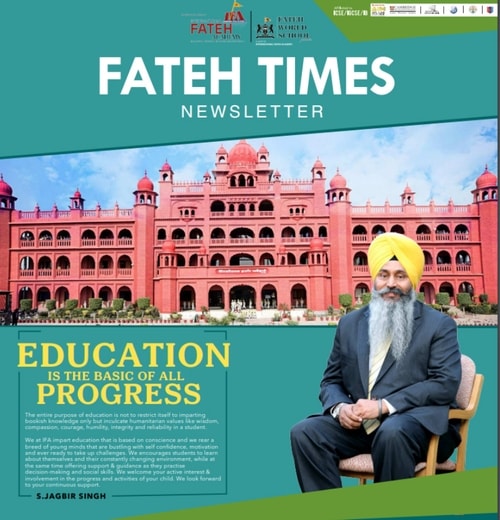 FATEH
ACADEMY
FATEH
WORLD
SCHOOL
ICSE/IGCSE/IB
FATEH TIMES
NEWSLETTER
EDUCATION
IS THE BASIC OF ALL
PROGRESS
The entire purpose of education is not to restrict itself to imparting
bookish knowledge only but inculcate humanitarian values like wisdom,
compassion, courage, humility, integrity and reliability in a student.
We at IFA impart education that is based on conscience and we rear a
breed of young minds that are bustling with self confidence, motivation
and ever ready to take up challenges. We encourages students to learn
about themselves and their constantly changing environment, while at
the same time offering support & guidance so they practise
decision-making and social skills. We welcome your active interest &
involvement in the progress and activities of your child. We look forward
to your continuous support.
S.JAGBIR SINGH